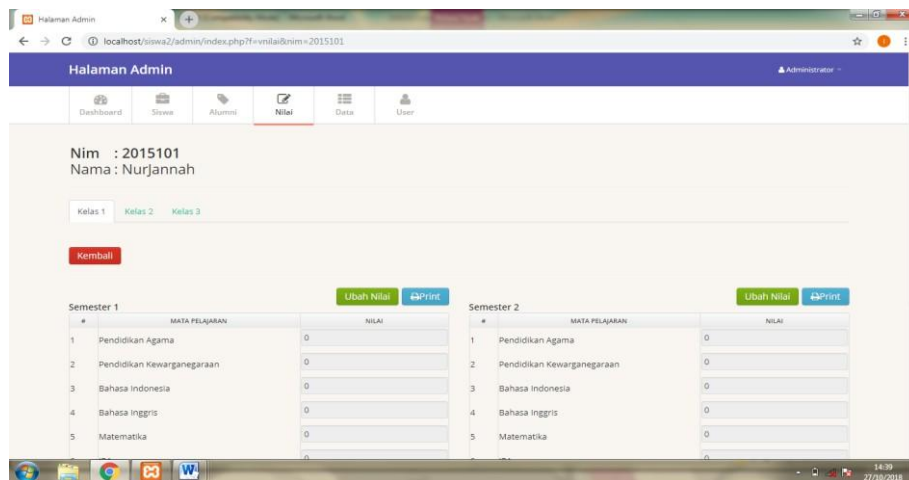 Halaman Admin
localhost/siswa2/admin/index.php?f=vnilai&nim=2015101
Halaman Admin
Administrator
Dashboard Siswa Alumni Nilai Data User
Nim : 2015101
Nama : NurJannah
Kelas 1 Kelas 2 Kelas 3
Kembali
Ubah Nilai Print
Semester 1
# MATA PELAJARAN NILAI
1 Pendidikan Agama 0
2 Pendidikan Kewarganegaraan 0
3 Bahasa Indonesia 0
4 Bahasa Inggris 0
5 Matematika 0
Ubah Nilai Print
Semester 2
# MATA PELAJARAN NILAI
1 Pendidikan Agama 0
2 Pendidikan Kewarganegaraan 0
3 Bahasa Indonesia 0
4 Bahasa Inggris 0
5 Matematika 0
14:39
27/10/2018